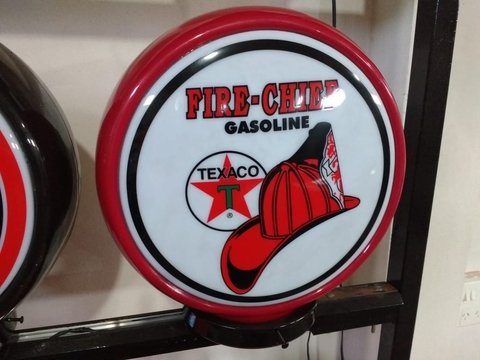 FIRE-CHIEF
GASOLINE
TEXACO
T
®